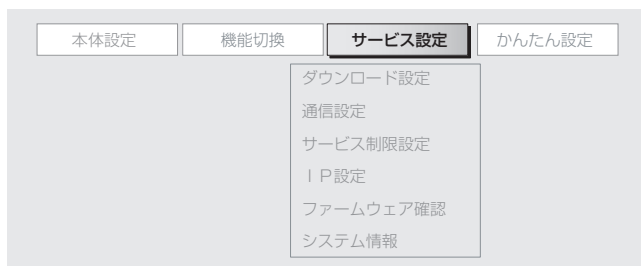 本体設定 機能切換 サービス設定 かんたん設定
ダウンロード設定
通信設定
サービス制限設定
ＩＰ設定
ファームウェア確認
システム情報